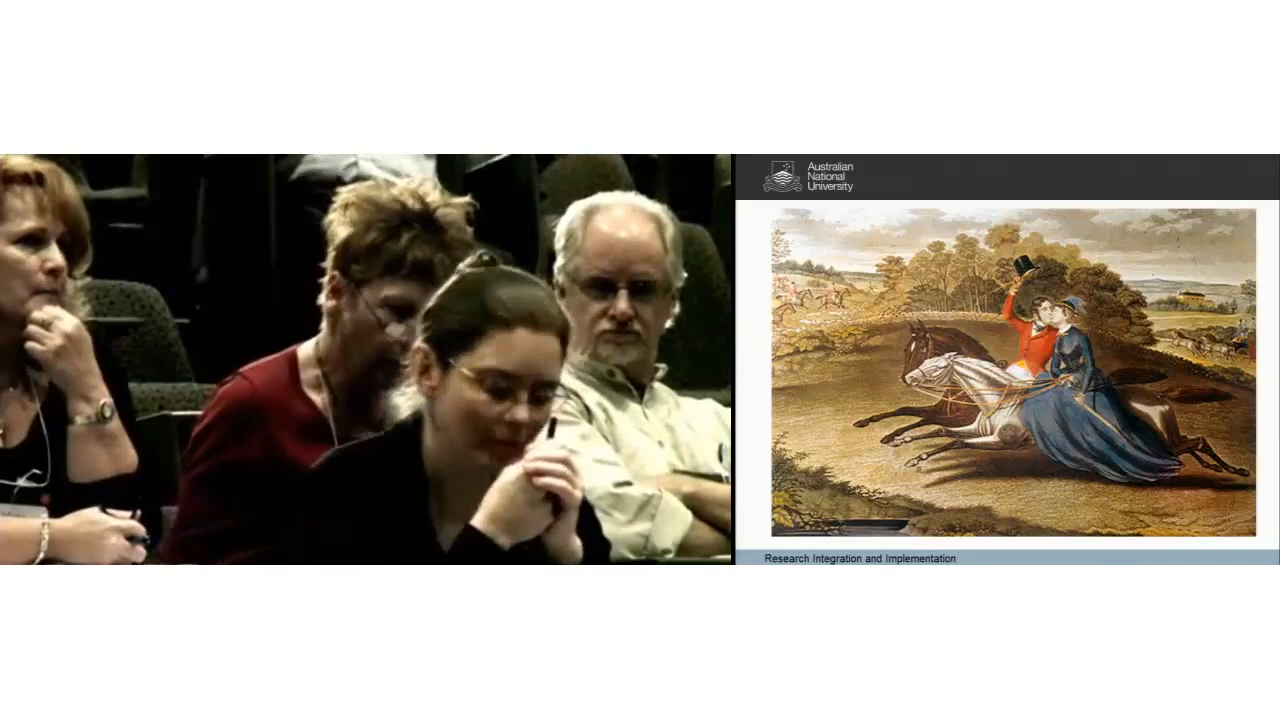 Australian
National
University
Research Integration and Implementation